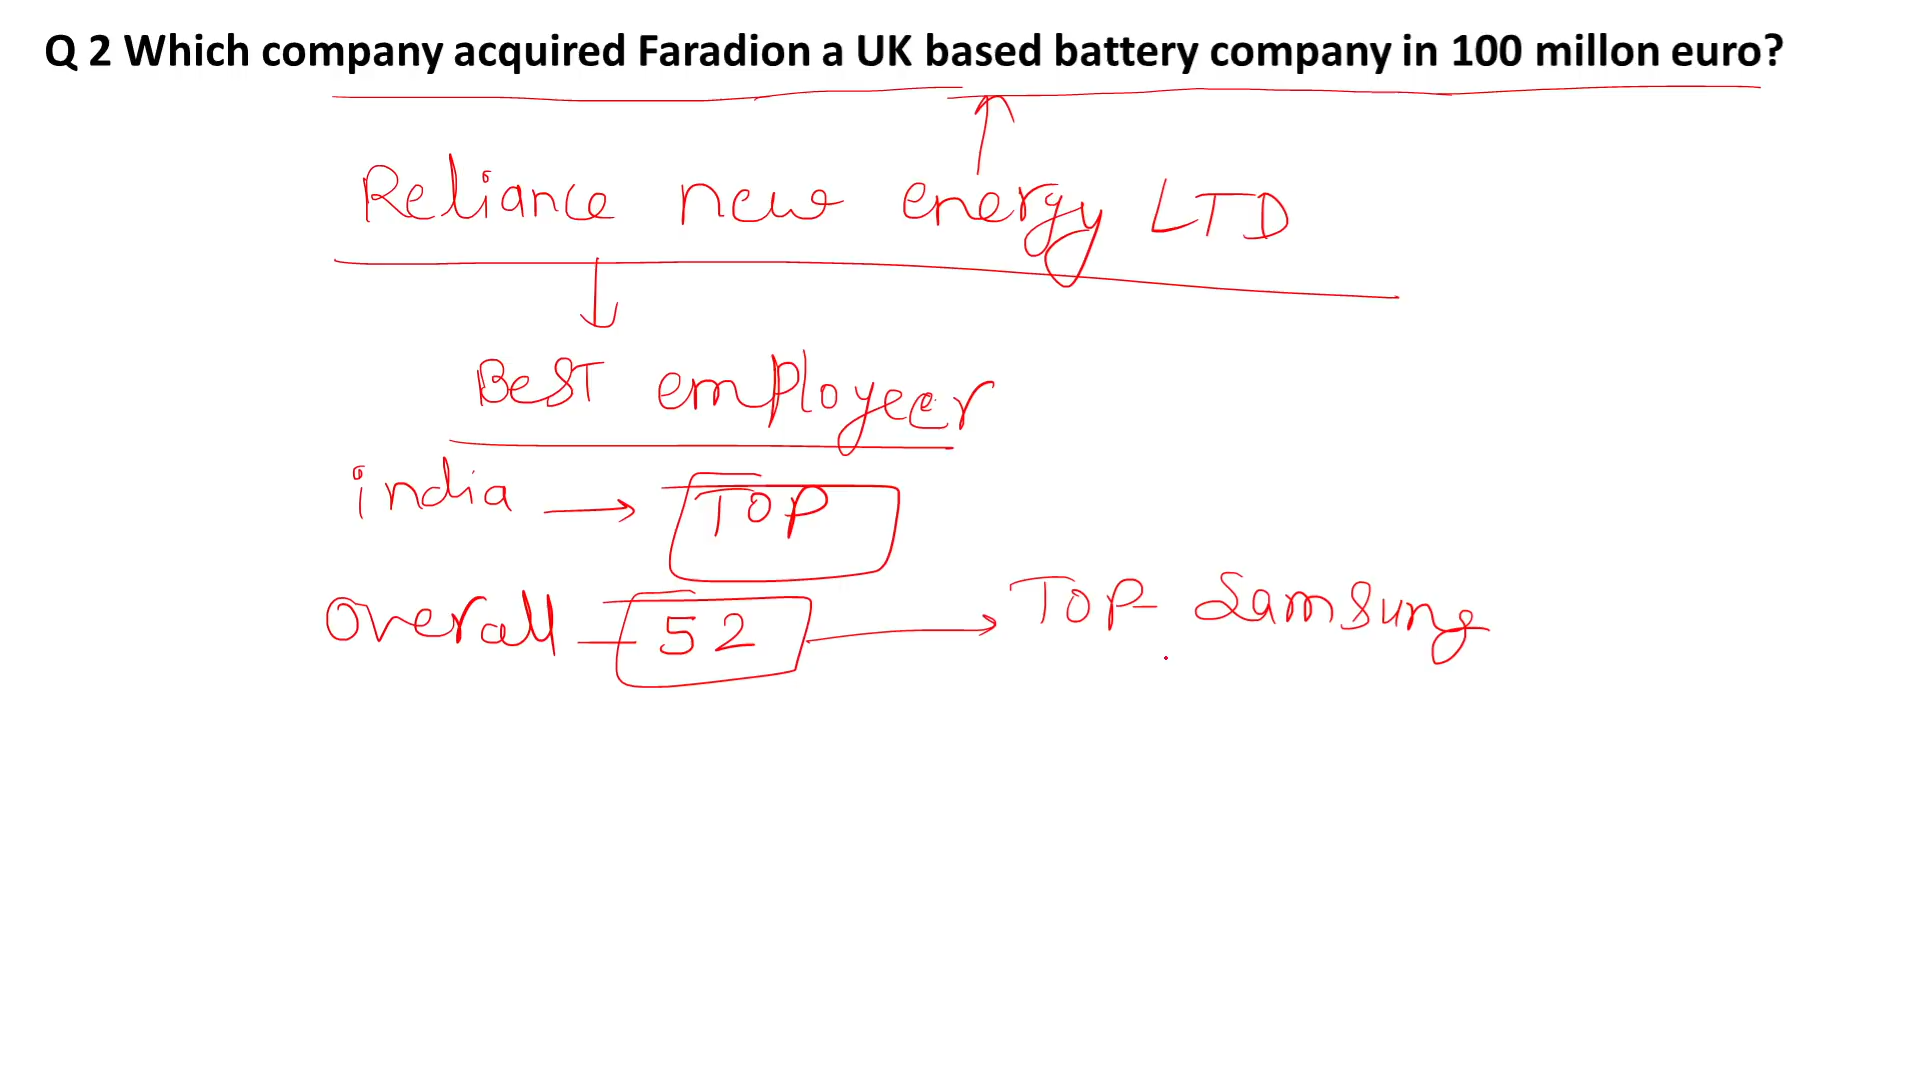 Q 2 Which company acquired Faradion a UK based battery company in 100 millon euro?
Reliance new energy LTD
BeST employeer
india → TOP
overall - 52 → TOP - Samsung